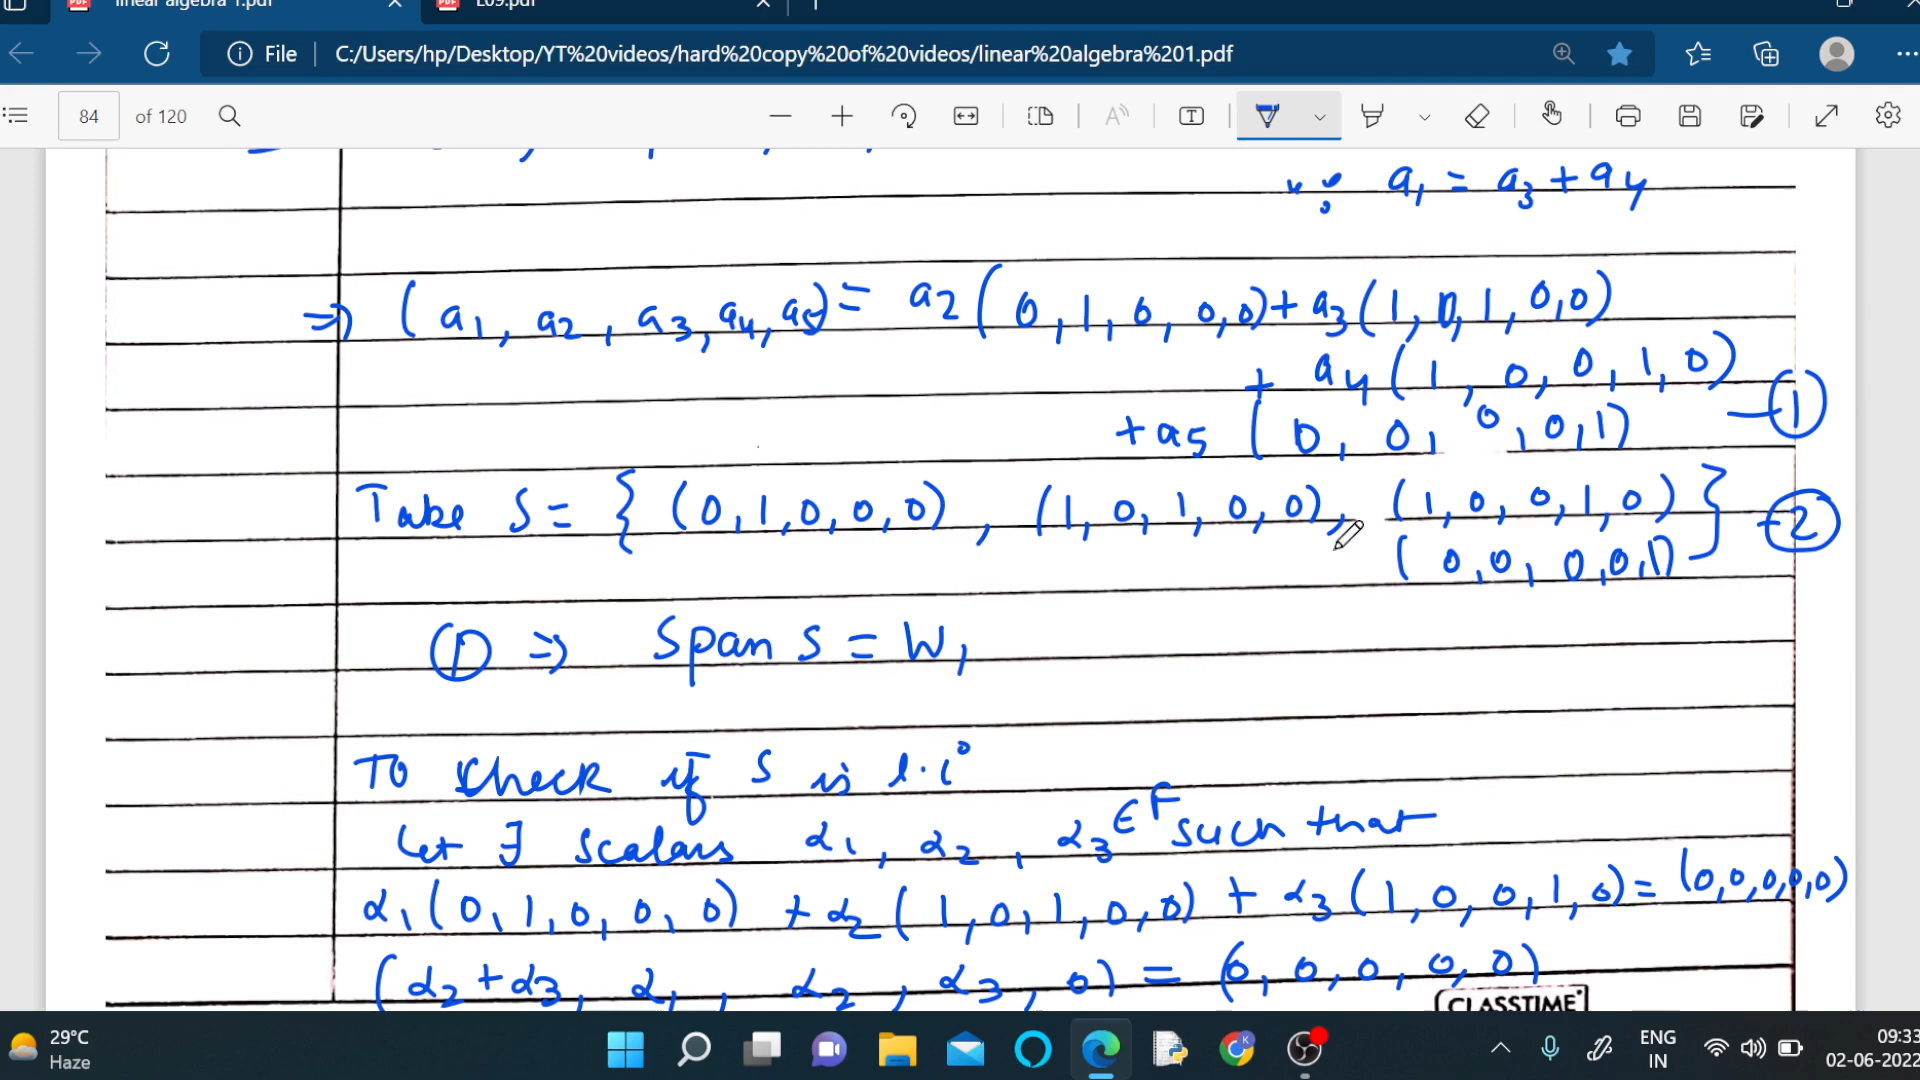 linear algebra 1.pdf
L09.pdf
File C:/Users/hp/Desktop/YT%20videos/hard%20copy%20of%20videos/linear%20algebra%201.pdf
84 of 120
∵ a₁ = a₃ + a₄
⇒ (a₁, a₂, a₃, a₄, a₅) = a₂ (0, 1, 0, 0, 0) + a₃ (1, 0, 1, 0, 0)
+ a₄ (1, 0, 0, 1, 0)
+ a₅ (0, 0, 0, 0, 1) — ①
Take S = { (0, 1, 0, 0, 0), (1, 0, 1, 0, 0), (1, 0, 0, 1, 0)
(0, 0, 0, 0, 1) } — ②
① ⇒ Span S = W₁
To check if S is l.i
Let ∃ scalars α₁, α₂, α₃ ∈ F such that
α₁ (0, 1, 0, 0, 0) + α₂ (1, 0, 1, 0, 0) + α₃ (1, 0, 0, 1, 0) = (0, 0, 0, 0, 0)
(α₂ + α₃, α₁, α₂, α₃, 0) = (0, 0, 0, 0, 0)
CLASSTIME
29°C
Haze
ENG
IN
09:33
02-06-2022